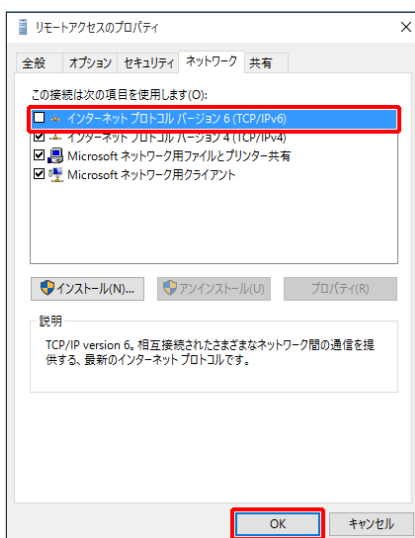 リモートアクセスのプロパティ
全般 オプション セキュリティ ネットワーク 共有
この接続は次の項目を使用します(O):
インターネット プロトコル バージョン 6 (TCP/IPv6)
インターネット プロトコル バージョン 4 (TCP/IPv4)
Microsoft ネットワーク用ファイルとプリンター共有
Microsoft ネットワーク用クライアント
インストール(N)... アンインストール(U) プロパティ(R)
説明
TCP/IP version 6。相互接続されたさまざまなネットワーク間の通信を提
供する、最新のインターネット プロトコルです。
OK キャンセル